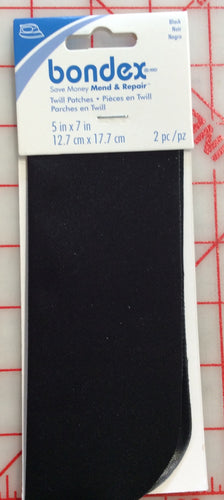 Black
Noir
Negro
bondex
Save Money Mend & Repair™
Twill Patches • Pièces en Twill
Parches en Twill
5 in x 7 in
12.7 cm x 17.7 cm
2 pc/pz